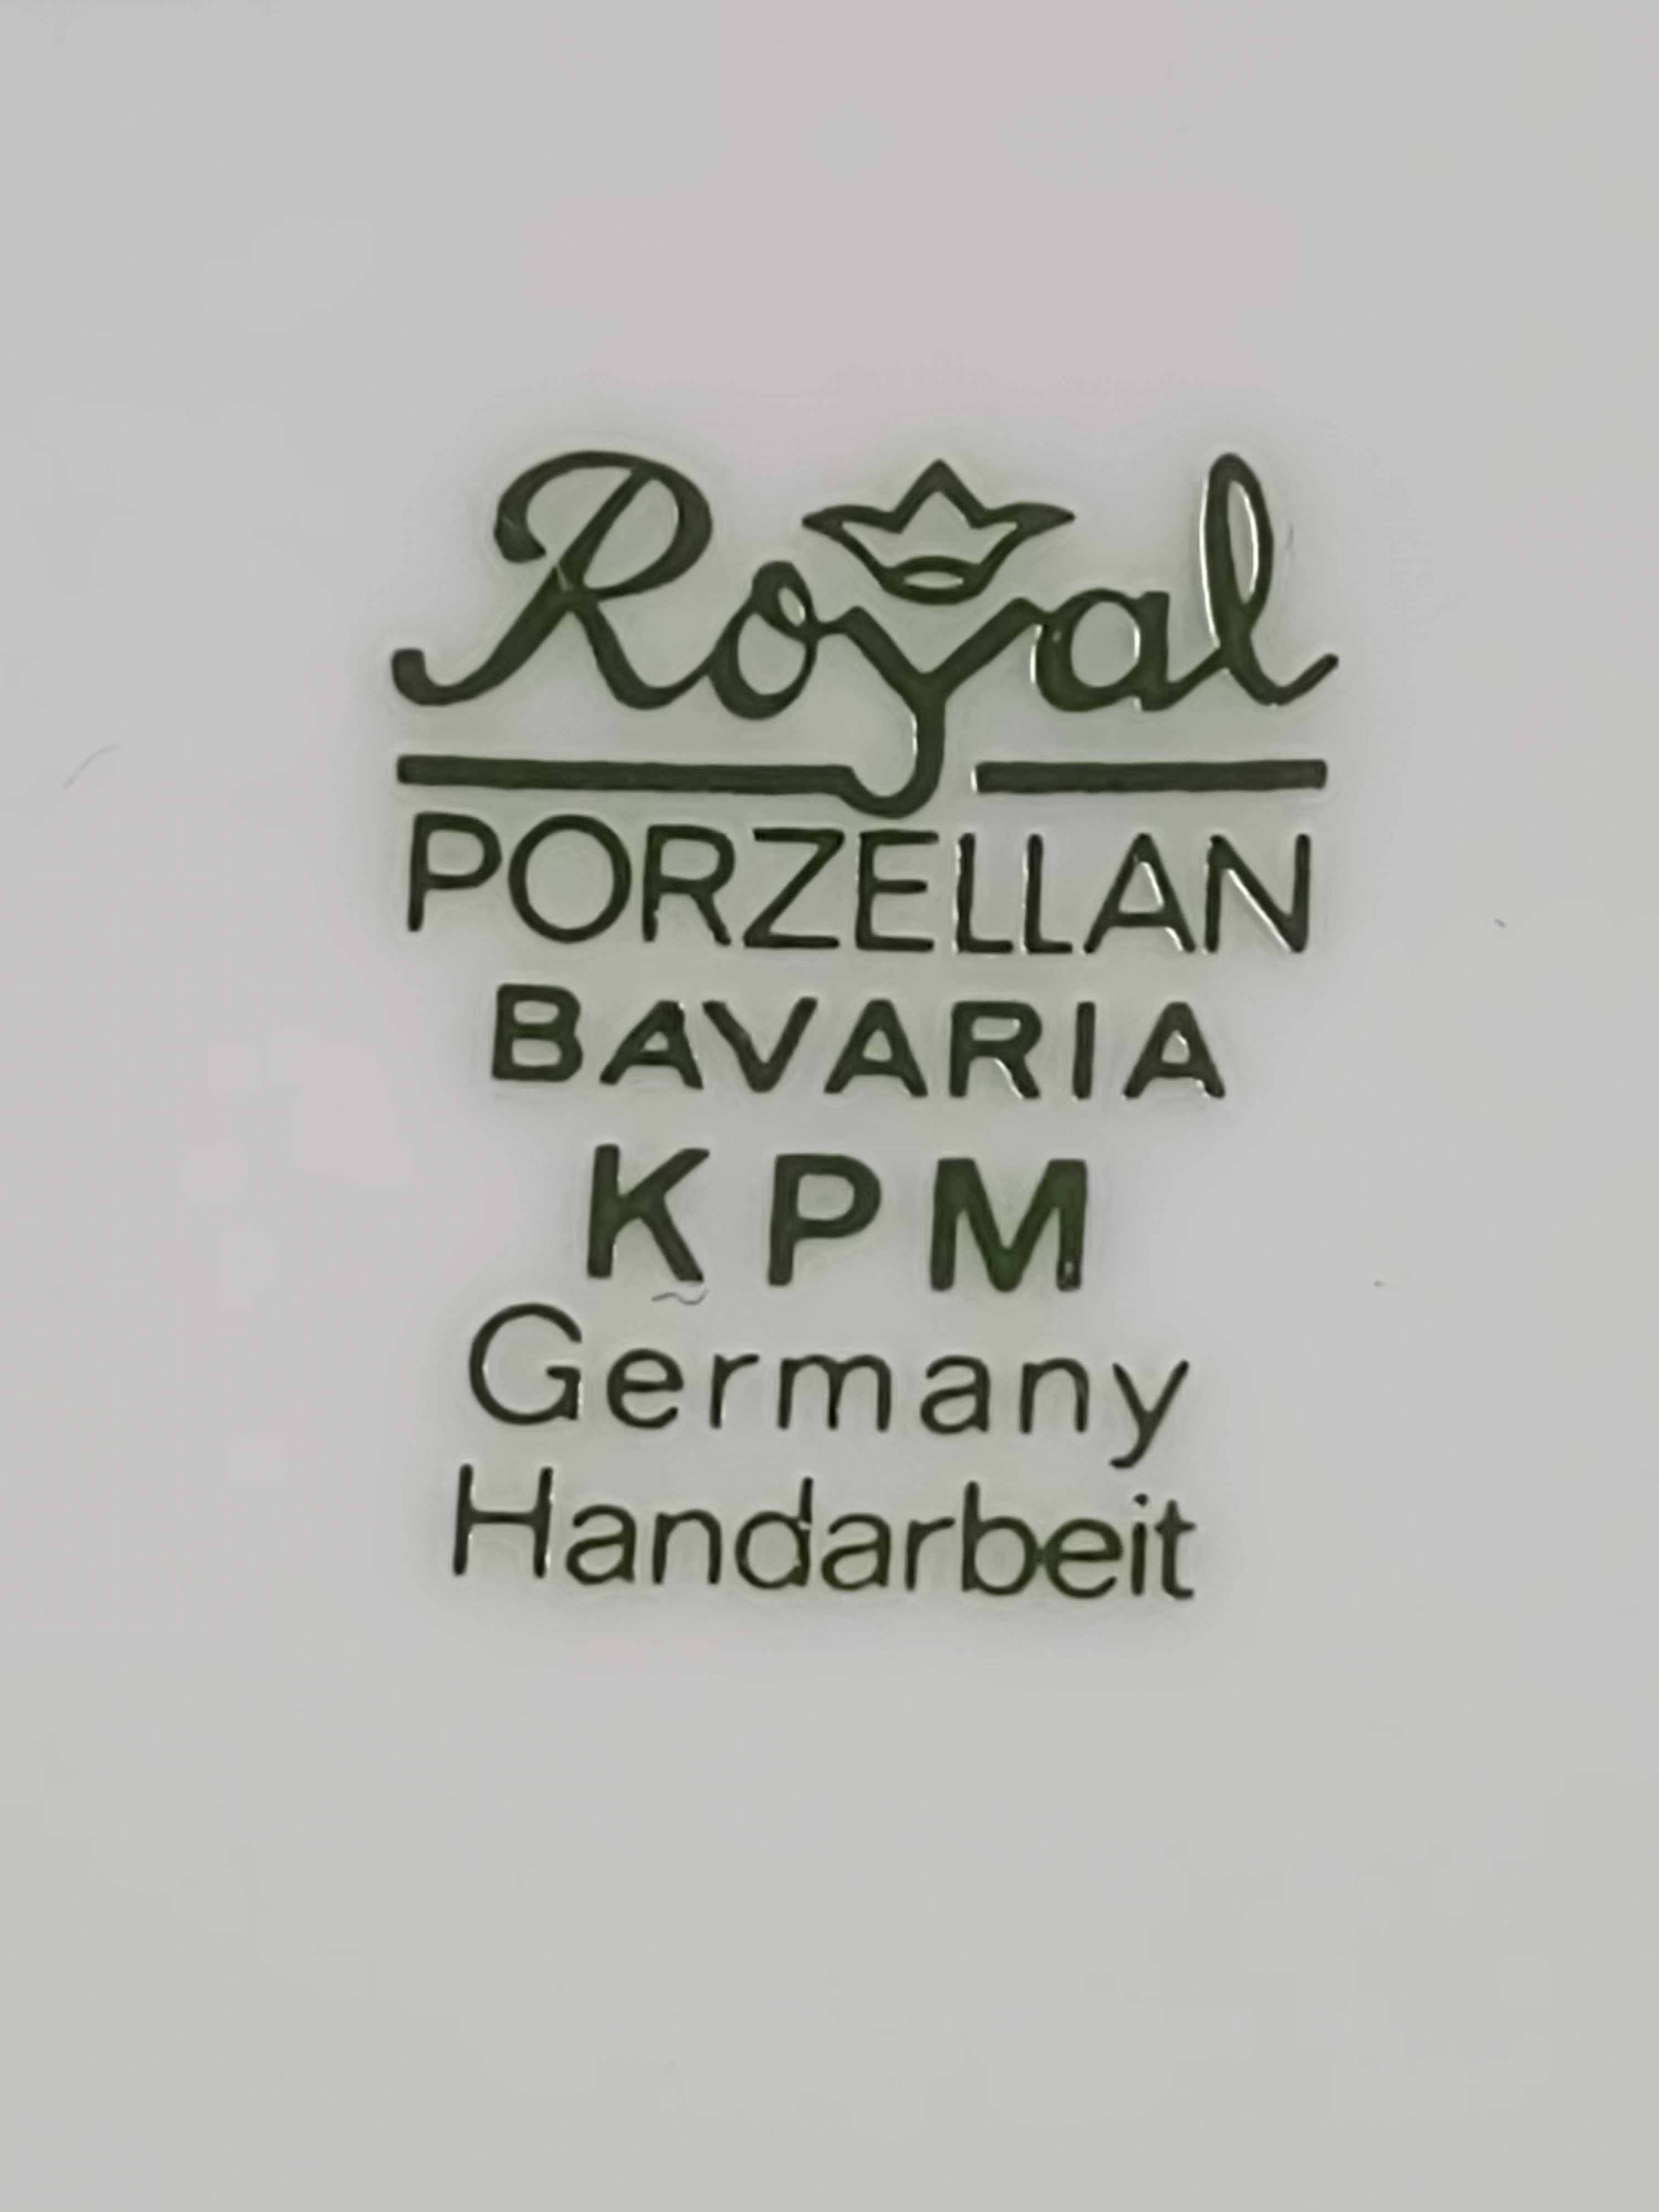 Royal
PORZELLAN
BAVARIA
KPM
Germany
Handarbeit